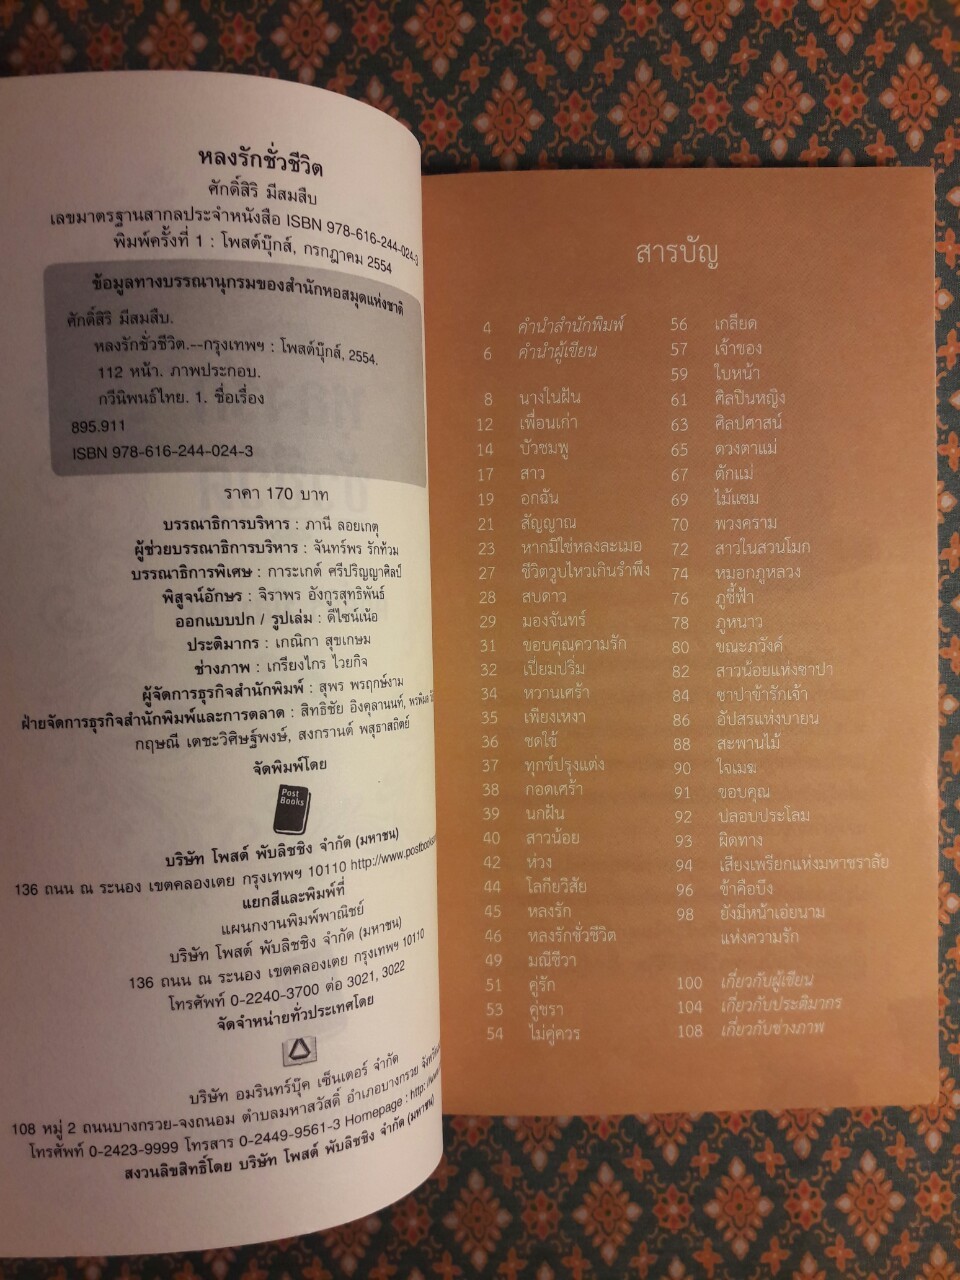 หลงรักชั่วชีวิต
ศักดิ์สิริ มีสมสืบ
เลขมาตรฐานสากลประจำหนังสือ ISBN 978-616-244-024-3
พิมพ์ครั้งที่ 1 : โพสต์บุ๊กส์, กรกฎาคม 2554
ข้อมูลทางบรรณานุกรมของสำนักหอสมุดแห่งชาติ
ศักดิ์สิริ มีสมสืบ.
หลงรักชั่วชีวิต.--กรุงเทพฯ : โพสต์บุ๊กส์, 2554.
112 หน้า. ภาพประกอบ.
กวีนิพนธ์ไทย. 1. ชื่อเรื่อง
895.911
ISBN 978-616-244-024-3
ราคา 170 บาท
บรรณาธิการบริหาร : ภานี ลอยเกตุ
ผู้ช่วยบรรณาธิการบริหาร : จันทร์พร รักท้วม
บรรณาธิการพิเศษ : การะเกต์ ศรีปริญญาศิลป์
พิสูจน์อักษร : จิราพร อังกูรสุทธิพันธ์
ออกแบบปก / รูปเล่ม : ดีไซน์เน้อ
ประติมากร : เกณิกา สุขเกษม
ช่างภาพ : เกรียงไกร ไวยกิจ
ผู้จัดการธุรกิจสำนักพิมพ์ : สุพร พรฤกษ์งาม
ฝ่ายจัดการธุรกิจสำนักพิมพ์และการตลาด : สิทธิชัย อิงคุลานนท์,
กฤษณี เตชะวิศิษฐ์พงษ์, สงกรานต์ พสุธาสถิตย์
จัดพิมพ์โดย
Post
Books
บริษัท โพสต์ พับลิชชิง จำกัด (มหาชน)
136 ถนน ณ ระนอง เขตคลองเตย กรุงเทพฯ 10110
แยกสีและพิมพ์ที่
แผนกงานพิมพ์พาณิชย์
บริษัท โพสต์ พับลิชชิง จำกัด (มหาชน)
136 ถนน ณ ระนอง เขตคลองเตย กรุงเทพฯ 10110
โทรศัพท์ 0-2240-3700 ต่อ 3021, 3022
จัดจำหน่ายทั่วประเทศโดย
บริษัท อมรินทร์บุ๊ค เซ็นเตอร์ จำกัด
108 หมู่ 2 ถนนบางกรวย-จงถนอม ตำบลมหาสวัสดิ์ อำเภอบางกรวย
โทรศัพท์ 0-2423-9999 โทรสาร 0-2449-9561-3 Homepage :
สงวนลิขสิทธิ์โดย บริษัท โพสต์ พับลิชชิง จำกัด (มหาชน)
สารบัญ
4 คำนำสำนักพิมพ์
6 คำนำผู้เขียน
8 นางในฝัน
12 เพื่อนเก่า
14 บัวชมพู
17 สาว
19 อกฉัน
21 สัญญาณ
23 หากมิใช่หลงละเมอ
27 ชีวิตวูบไหวเกินรำพึง
28 สบดาว
29 มองจันทร์
31 ขอบคุณความรัก
32 เปี่ยมปริ่ม
34 หวานเศร้า
35 เพียงเหงา
36 ชดใช้
37 ทุกข์ปรุงแต่ง
38 กอดเศร้า
39 นกฝัน
40 สาวน้อย
42 ห่วง
44 โลกียวิสัย
45 หลงรัก
46 หลงรักชั่วชีวิต
49 มณีชีวา
51 คู่รัก
53 คู่ชรา
54 ไม่คู่ควร
56 เกลียด
57 เจ้าของ
59 ใบหน้า
61 ศิลปินหญิง
63 ศิลปศาสน์
65 ดวงตาแม่
67 ตักแม่
69 ไม้แซม
70 พวงคราม
72 สาวในสวนโมก
74 หมอกภูหลวง
76 ภูชี้ฟ้า
78 ภูหนาว
80 ขณะภวังค์
82 สาวน้อยแห่งซาปา
84 ซาปาข้ารักเจ้า
86 อัปสรแห่งบายน
88 สะพานไม้
90 ใจเมฆ
91 ขอบคุณ
92 ปลอบประโลม
93 ผิดทาง
94 เสียงเพรียกแห่งมหาชราลัย
96 ข้าคือบึง
98 ยังมีหน้าเอ่ยนาม
แห่งความรัก
100 เกี่ยวกับผู้เขียน
104 เกี่ยวกับประติมากร
108 เกี่ยวกับช่างภาพ